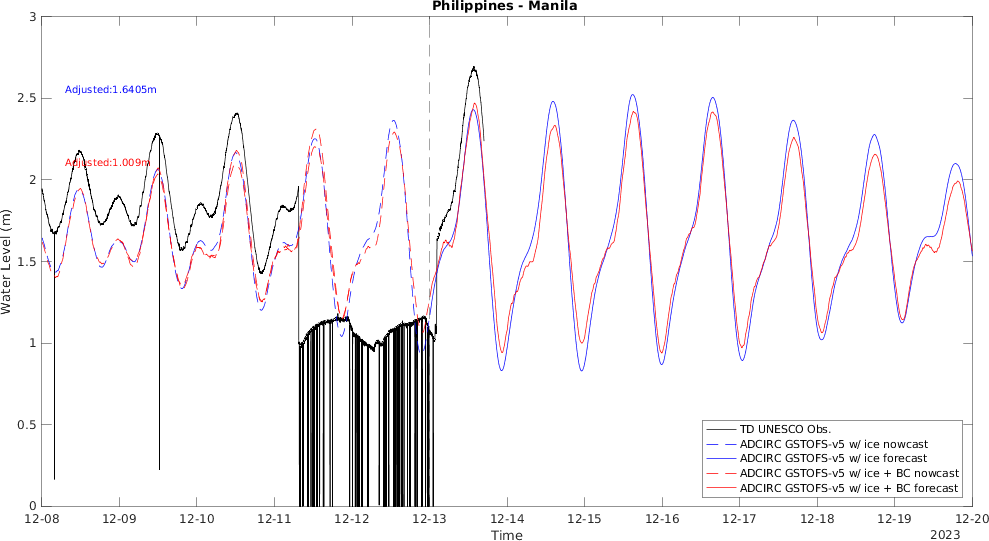 Philippines - Manila
3
2.5
2
1.5
1
0.5
0
Water Level (m)
Adjusted:1.6405m
Adjusted:1.009m
TD UNESCO Obs.
ADCIRC GSTOFS-v5 w/ ice nowcast
ADCIRC GSTOFS-v5 w/ ice forecast
ADCIRC GSTOFS-v5 w/ ice + BC nowcast
ADCIRC GSTOFS-v5 w/ ice + BC forecast
12-08 12-09 12-10 12-11 12-12 12-13 12-14 12-15 12-16 12-17 12-18 12-19 12-20
Time
2023